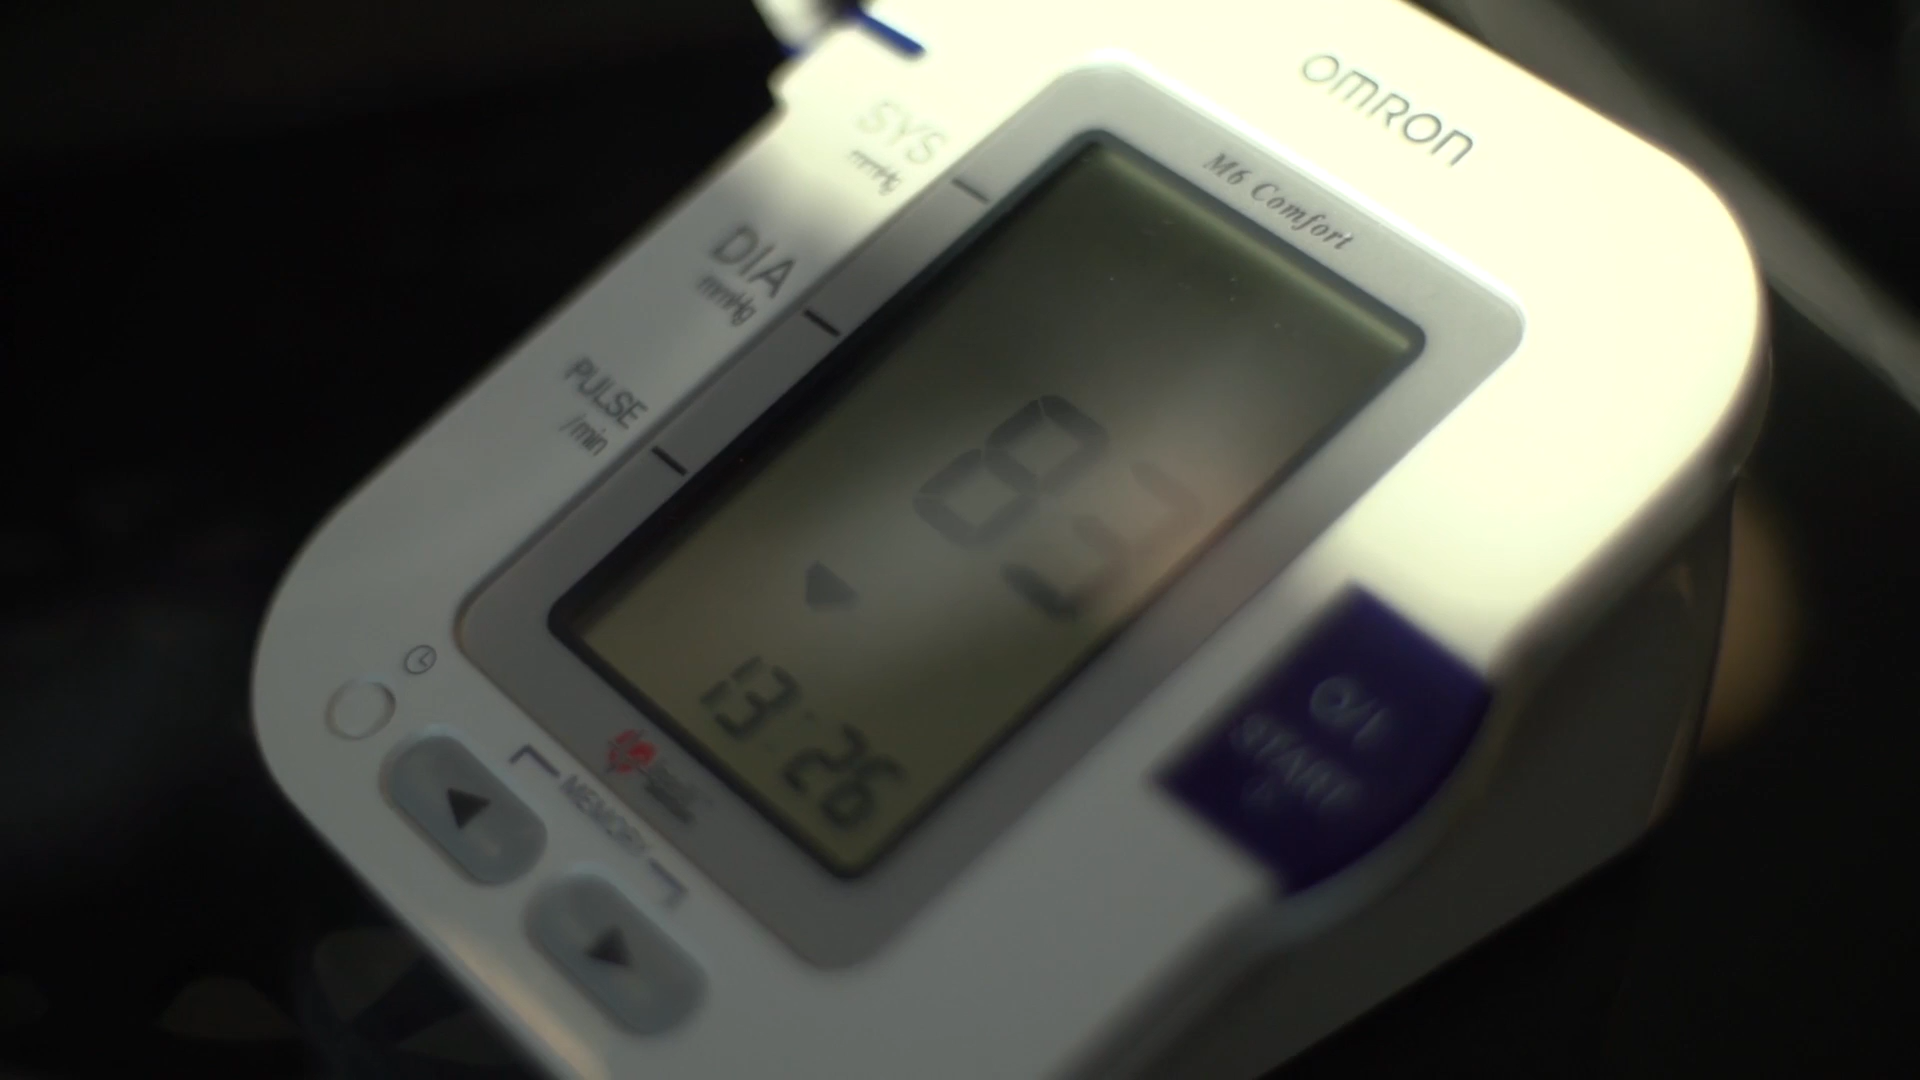 OMRON
M6 Comfort
SYS
mmHg
DIA
mmHg
PULSE
/min
13:26
MEMORY
O/I
START